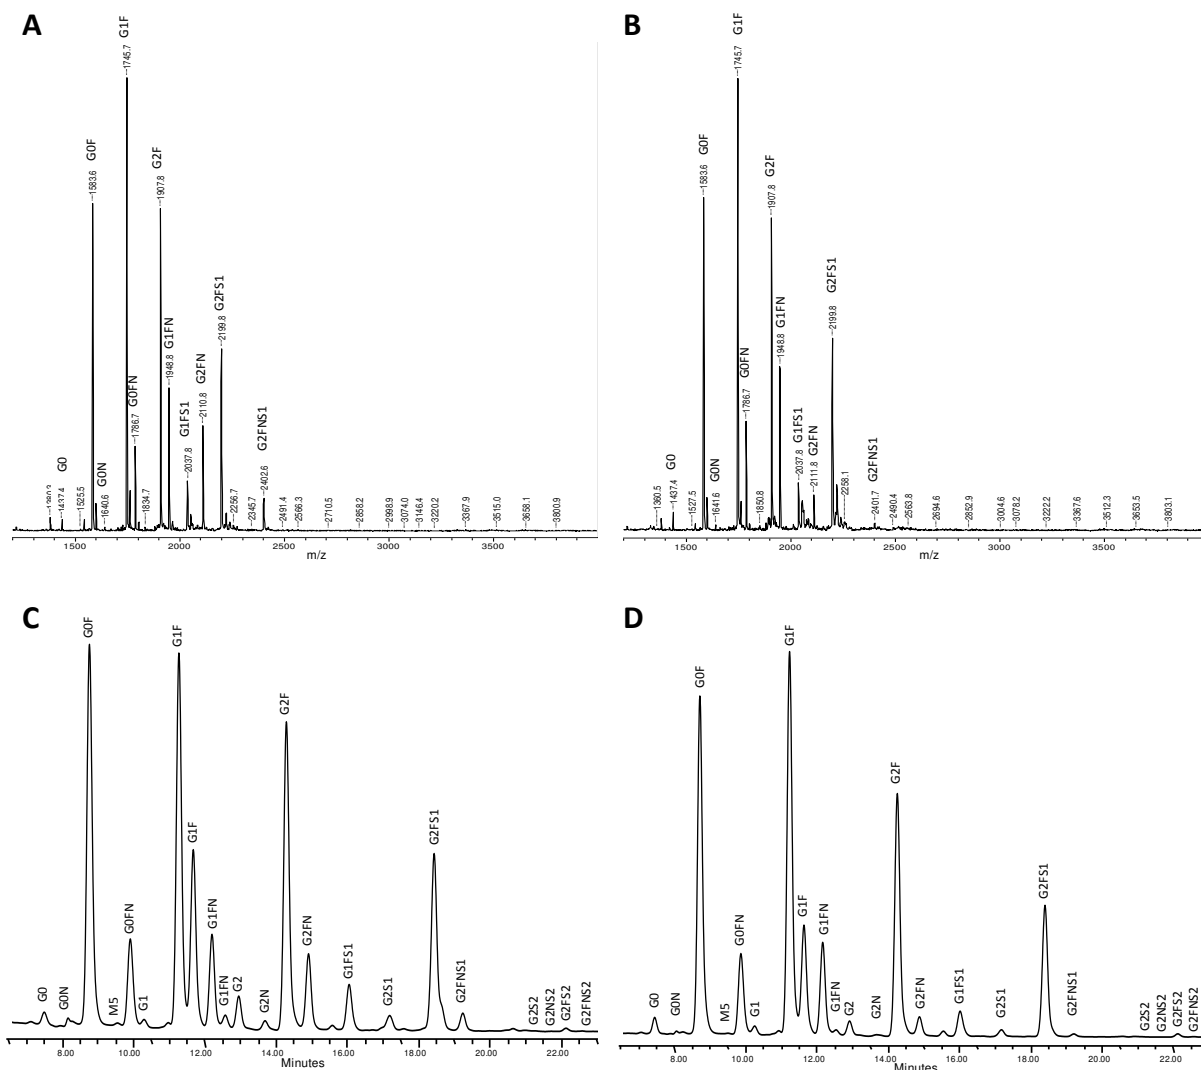 A
G0
G0F
G0N
G1F
G0FN
G2F
G1FN
G1FS1
G2FN
G2FS1
G2FNS1
1437.4
1525.5
1583.6
1640.6
1745.7
1786.7
1834.7
1907.8
1948.8
2037.8
2110.8
2199.8
2256.7
2345.7
2402.6
2491.4
2566.3
2710.5
2858.2
2988.9
3074.0
3146.4
3220.2
3367.9
3515.0
3658.1
3800.9
1500 2000 2500 3000 3500
m/z
B
G0
G0F
G0N
G1F
G0FN
G2F
G1FN
G1FS1
G2FN
G2FS1
G2FNS1
1360.5
1437.4
1527.5
1583.6
1641.6
1745.7
1786.7
1850.8
1907.8
1948.8
2037.8
2111.8
2199.8
2258.1
2401.7
2490.4
2563.8
2694.6
2852.9
3004.6
3078.2
3222.2
3367.6
3512.3
3653.5
3803.1
1500 2000 2500 3000 3500
m/z
C
G0
G0N
G0F
M5
G0FN
G1
G1F
G1F
G1FN
G1FN
G2
G2N
G2F
G2FN
G1FS1
G2S1
G2FS1
G2FNS1
G2S2
G2NS2
G2FS2
G2FNS2
8.00 10.00 12.00 14.00 16.00 18.00 20.00 22.00
Minutes
D
G0
G0N
G0F
M5
G0FN
G1
G1F
G1F
G1FN
G1FN
G2
G2N
G2F
G2FN
G1FS1
G2S1
G2FS1
G2FNS1
G2S2
G2NS2
G2FS2
G2FNS2
8.00 10.00 12.00 14.00 16.00 18.00 20.00 22.00
Minutes